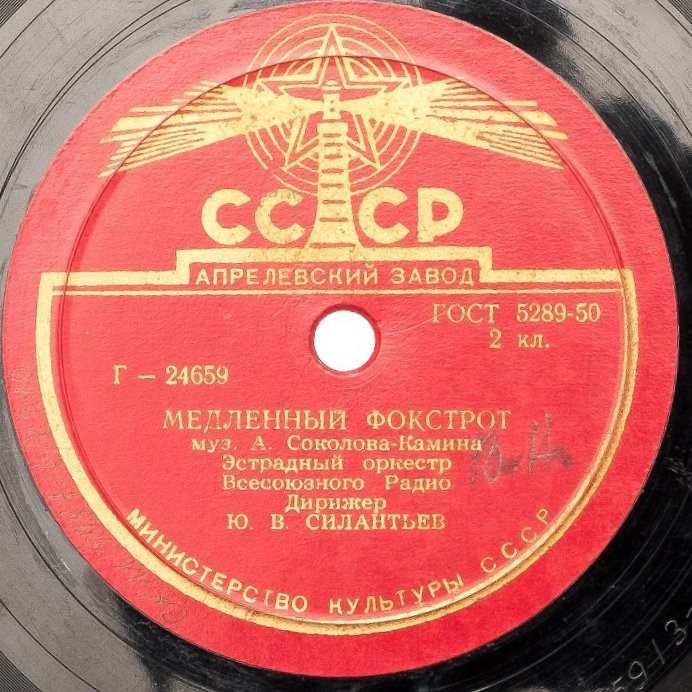 СССР
АПРЕЛЕВСКИЙ ЗАВОД
ГОСТ 5289-50
2 кл.
Г — 24659
МЕДЛЕННЫЙ ФОКСТРОТ
муз. А. Соколова-Камина
Эстрадный оркестр
Всесоюзного Радио
Дирижер
Ю. В. СИЛАНТЬЕВ
МИНИСТЕРСТВО КУЛЬТУРЫ СССР